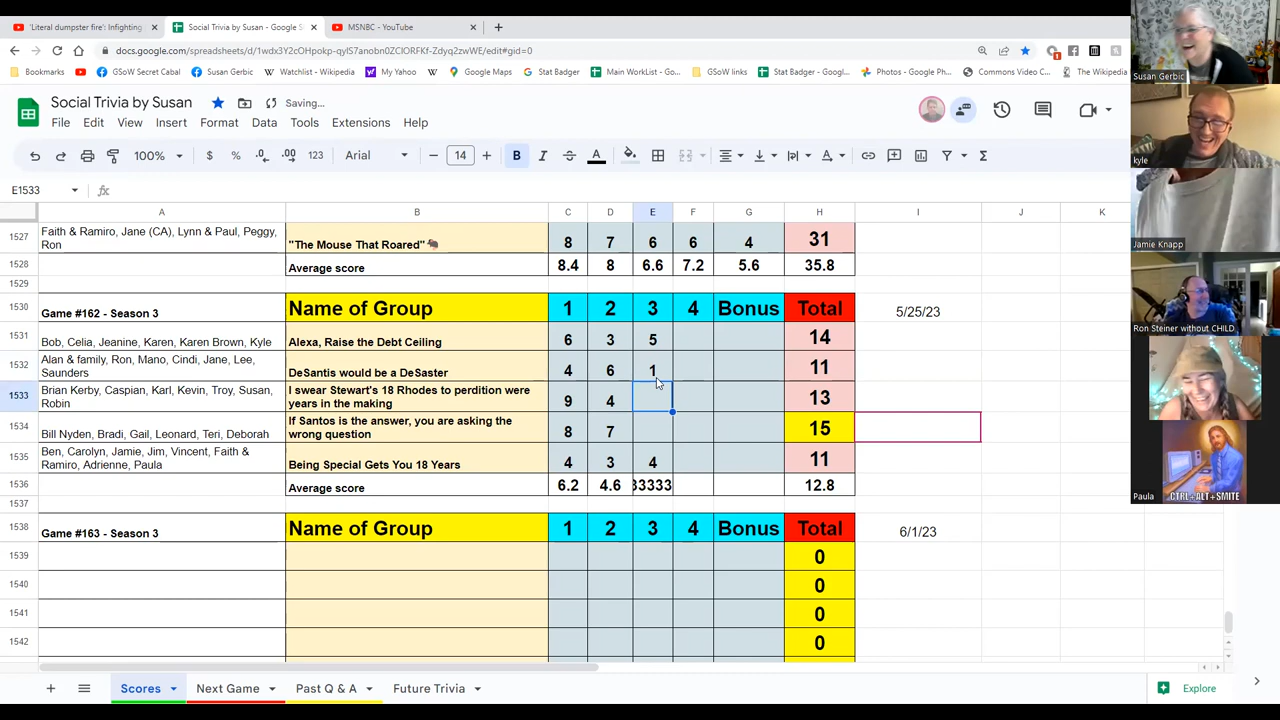 'Literal dumpster fire': Infighting
Social Trivia by Susan - Google S
MSNBC - YouTube
docs.google.com/spreadsheets/d/1wdx3Y2cOHpokp-qyIS7anobn0ZClORFKf-Zdyq2zwWE/edit#gid=0
Bookmarks
GSoW Secret Cabal
Susan Gerbic
Watchlist - Wikipedia
My Yahoo
Google Maps
Stat Badger
Main WorkList - Go...
GSoW links
Stat Badger - Googl...
Photos - Google Ph...
Commons Video C...
The Wikipedia
Social Trivia by Susan
Saving...
File Edit View Insert Format Data Tools Extensions Help
100% $ % .0 .00 123 Arial 14 B I A
E1533 fx
A B C D E F G H I J K
1527 Faith & Ramiro, Jane (CA), Lynn & Paul, Peggy,
Ron "The Mouse That Roared"🐀 8 7 6 6 4 31
1528 Average score 8.4 8 6.6 7.2 5.6 35.8
1529
1530 Game #162 - Season 3 Name of Group 1 2 3 4 Bonus Total 5/25/23
1531 Bob, Celia, Jeanine, Karen, Karen Brown, Kyle Alexa, Raise the Debt Ceiling 6 3 5 14
1532 Alan & family, Ron, Mano, Cindi, Jane, Lee,
Saunders DeSantis would be a DeSaster 4 6 1 11
1533 Brian Kerby, Caspian, Karl, Kevin, Troy, Susan, I swear Stewart's 18 Rhodes to perdition were
Robin years in the making 9 4 13
1534 If Santos is the answer, you are asking the
Bill Nyden, Bradi, Gail, Leonard, Teri, Deborah wrong question 8 7 15
1535 Ben, Carolyn, Jamie, Jim, Vincent, Faith &
Ramiro, Adrienne, Paula Being Special Gets You 18 Years 4 3 4 11
1536 Average score 6.2 4.6 33333 12.8
1537
1538 Game #163 - Season 3 Name of Group 1 2 3 4 Bonus Total 6/1/23
1539 0
1540 0
1541 0
1542 0
Scores Next Game Past Q & A Future Trivia
Explore
Susan Gerbic
kyle
Jamie Knapp
Ron Steiner without CHILD
Paula
CTRL+ALT+SMITE